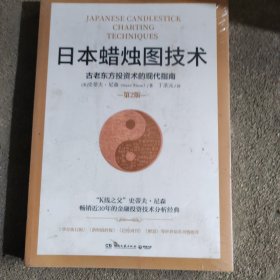 JAPANESE CANDLESTICK
CHARTING
TECHNIQUES
日本蜡烛图技术
古老东方投资术的现代指南
—第2版—
“K线之父”史蒂夫·尼森
畅销近30年的金融投资技术分析经典